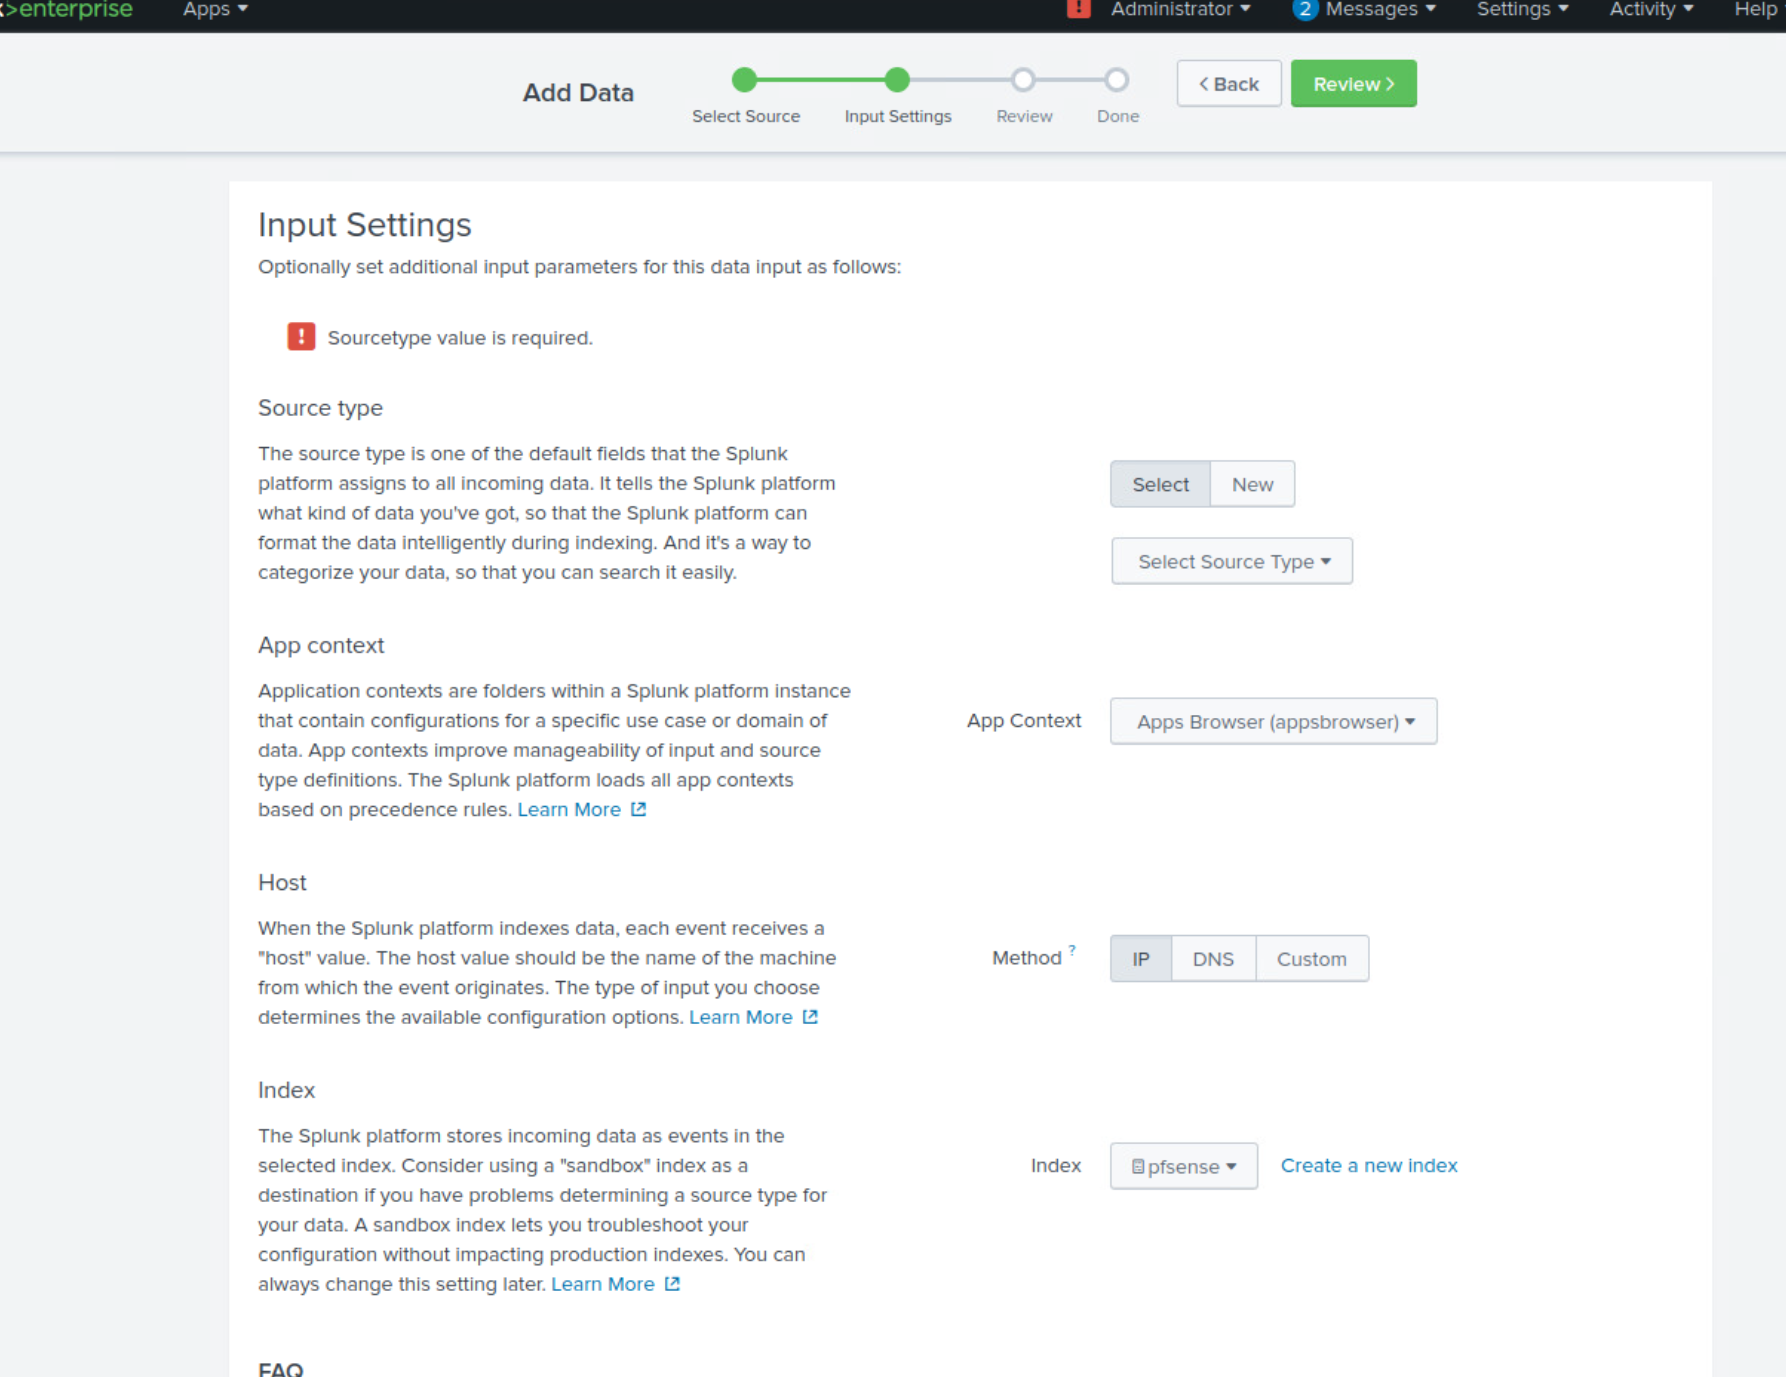 >enterprise Apps Administrator 2 Messages Settings Activity Help
Add Data
Select Source Input Settings Review Done
< Back
Review >
Input Settings
Optionally set additional input parameters for this data input as follows:
! Sourcetype value is required.
Source type
The source type is one of the default fields that the Splunk
platform assigns to all incoming data. It tells the Splunk platform
what kind of data you've got, so that the Splunk platform can
format the data intelligently during indexing. And it's a way to
categorize your data, so that you can search it easily.
Select New
Select Source Type
App context
Application contexts are folders within a Splunk platform instance
that contain configurations for a specific use case or domain of
data. App contexts improve manageability of input and source
type definitions. The Splunk platform loads all app contexts
based on precedence rules. Learn More
App Context Apps Browser (appsbrowser)
Host
When the Splunk platform indexes data, each event receives a
"host" value. The host value should be the name of the machine
from which the event originates. The type of input you choose
determines the available configuration options. Learn More
Method ? IP DNS Custom
Index
The Splunk platform stores incoming data as events in the
selected index. Consider using a "sandbox" index as a
destination if you have problems determining a source type for
your data. A sandbox index lets you troubleshoot your
configuration without impacting production indexes. You can
always change this setting later. Learn More
Index pfsense Create a new index
FAQ